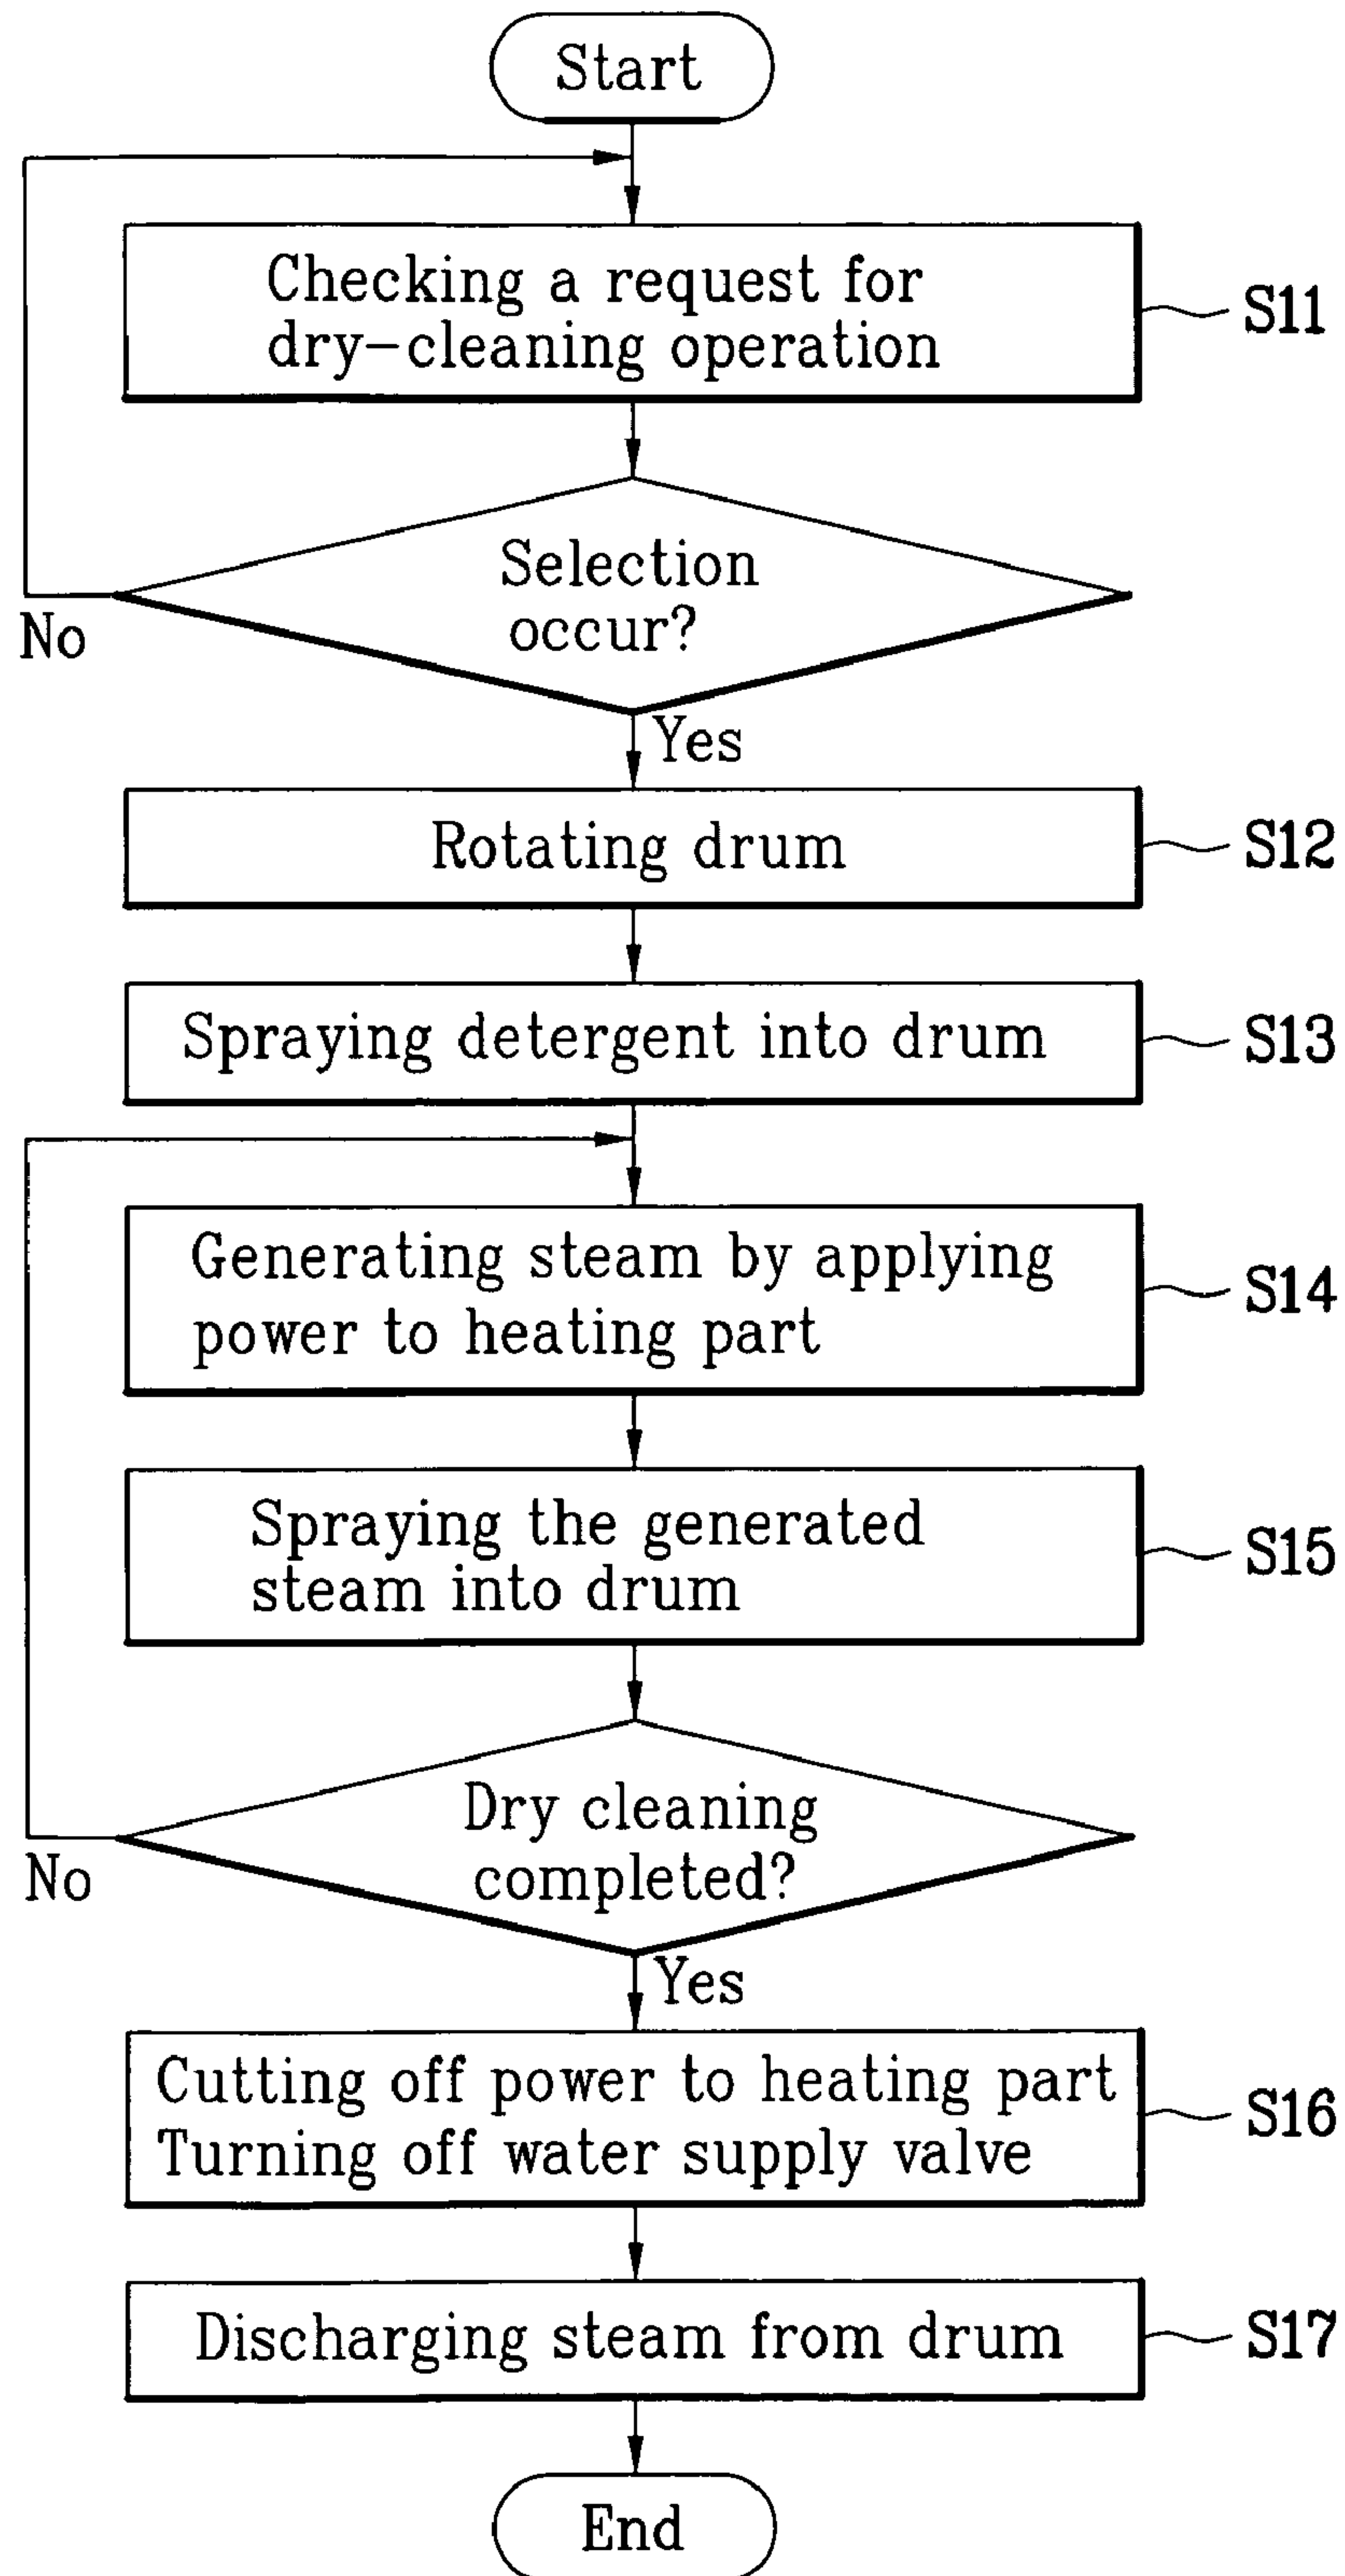 Start
Checking a request for
dry-cleaning operation
S11
Selection
occur?
No
Yes
Rotating drum
S12
Spraying detergent into drum
S13
Generating steam by applying
power to heating part
S14
Spraying the generated
steam into drum
S15
Dry cleaning
completed?
No
Yes
Cutting off power to heating part
Turning off water supply valve
S16
Discharging steam from drum
S17
End